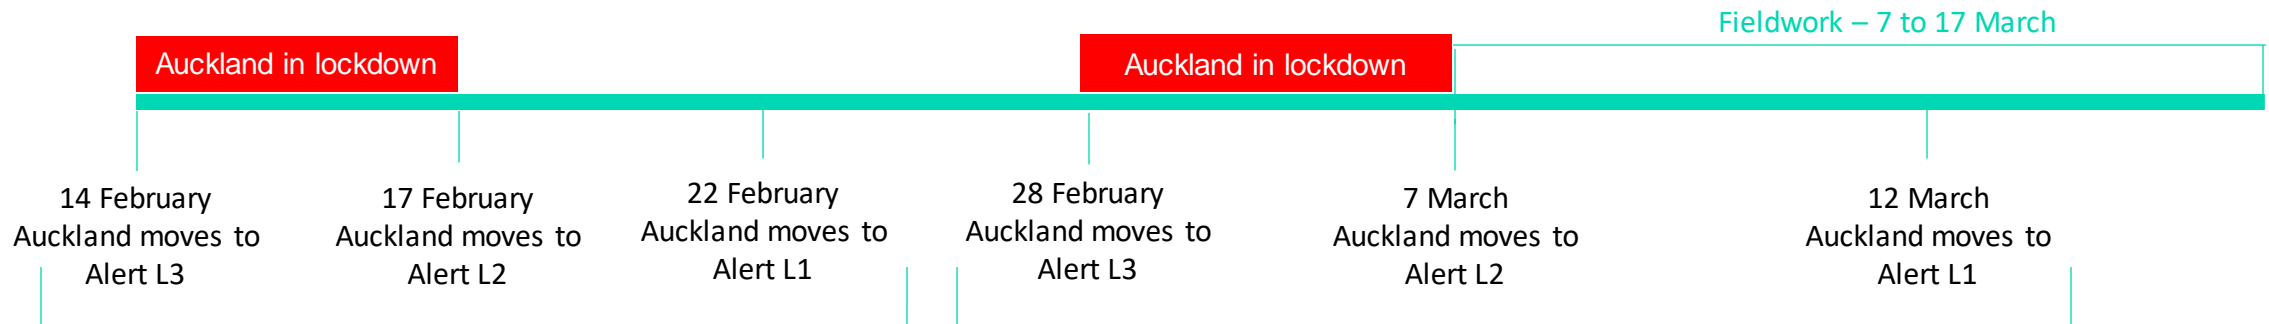 Fieldwork – 7 to 17 March
Auckland in lockdown
Auckland in lockdown
14 February
Auckland moves to
Alert L3
17 February
Auckland moves to
Alert L2
22 February
Auckland moves to
Alert L1
28 February
Auckland moves to
Alert L3
7 March
Auckland moves to
Alert L2
12 March
Auckland moves to
Alert L1